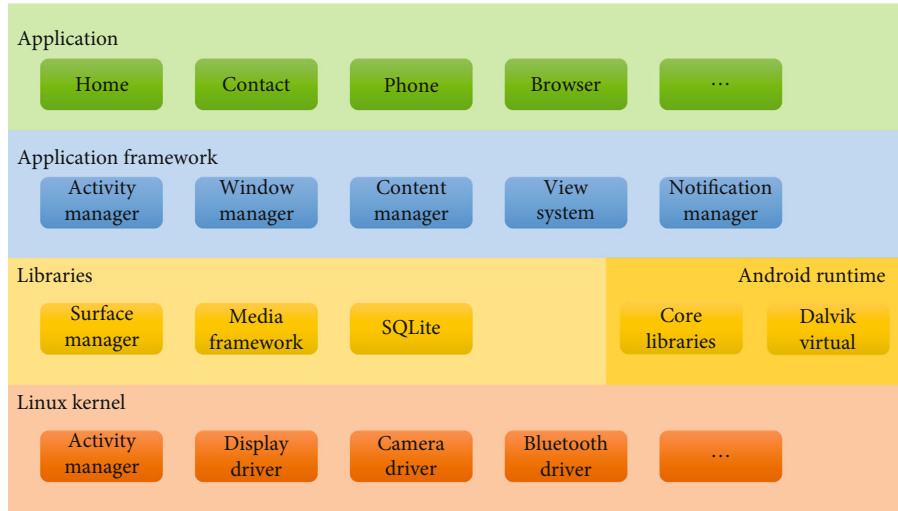 Application
Home
Contact
Phone
Browser
...
Application framework
Activity
manager
Window
manager
Content
manager
View
system
Notification
manager
Libraries
Surface
manager
Media
framework
SQLite
Android runtime
Core
libraries
Dalvik
virtual
Linux kernel
Activity
manager
Display
driver
Camera
driver
Bluetooth
driver
...